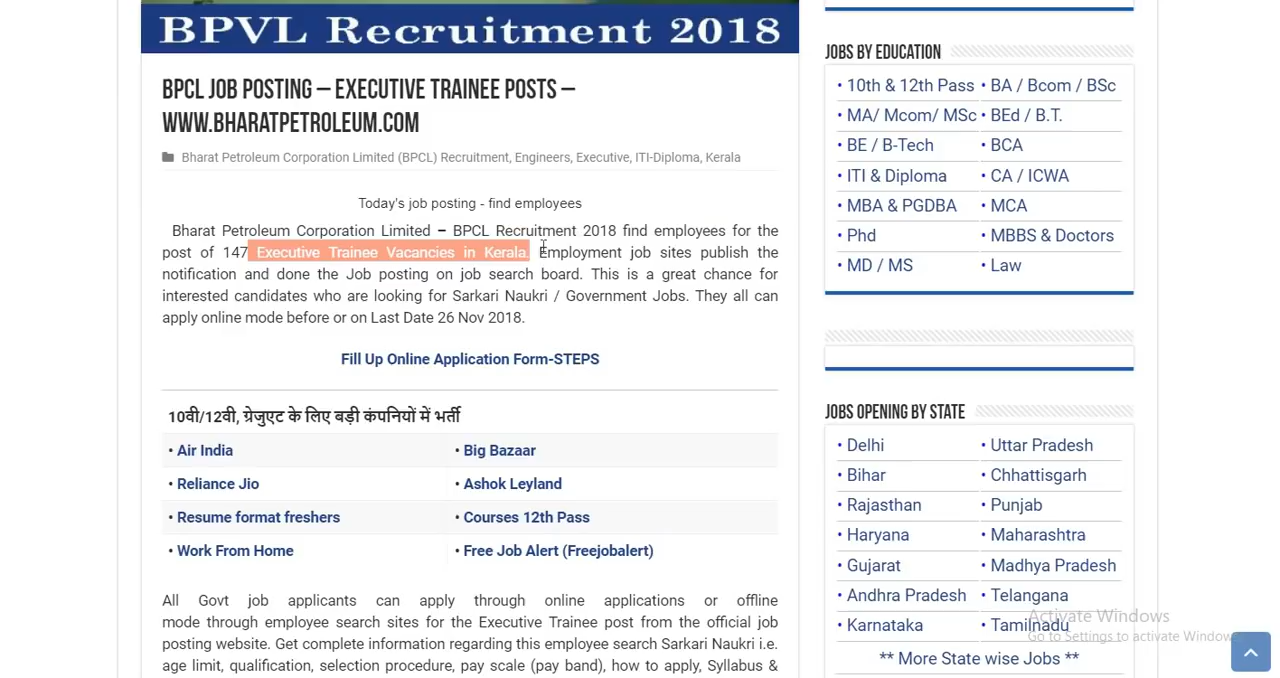 BPVL Recruitment 2018
BPCL JOB POSTING – EXECUTIVE TRAINEE POSTS –
WWW.BHARATPETROLEUM.COM
Bharat Petroleum Corporation Limited (BPCL) Recruitment, Engineers, Executive, ITI-Diploma, Kerala
Today's job posting - find employees
Bharat Petroleum Corporation Limited – BPCL Recruitment 2018 find employees for the
post of 147 Executive Trainee Vacancies in Kerala. Employment job sites publish the
notification and done the Job posting on job search board. This is a great chance for
interested candidates who are looking for Sarkari Naukri / Government Jobs. They all can
apply online mode before or on Last Date 26 Nov 2018.
Fill Up Online Application Form-STEPS
10वी/12वी, ग्रेजुएट के लिए बड़ी कंपनियों में भर्ती
• Air India
• Big Bazaar
• Reliance Jio
• Ashok Leyland
• Resume format freshers
• Courses 12th Pass
• Work From Home
• Free Job Alert (Freejobalert)
All Govt job applicants can apply through online applications or offline
mode through employee search sites for the Executive Trainee post from the official job
posting website. Get complete information regarding this employee search Sarkari Naukri i.e.
age limit, qualification, selection procedure, pay scale (pay band), how to apply, Syllabus &
JOBS BY EDUCATION
• 10th & 12th Pass • BA / Bcom / BSc
• MA/ Mcom/ MSc • BEd / B.T.
• BE / B-Tech • BCA
• ITI & Diploma • CA / ICWA
• MBA & PGDBA • MCA
• Phd • MBBS & Doctors
• MD / MS • Law
JOBS OPENING BY STATE
• Delhi • Uttar Pradesh
• Bihar • Chhattisgarh
• Rajasthan • Punjab
• Haryana • Maharashtra
• Gujarat • Madhya Pradesh
• Andhra Pradesh • Telangana
• Karnataka • Tamilnadu
** More State wise Jobs **
Activate Windows
Go to Settings to activate Windows.